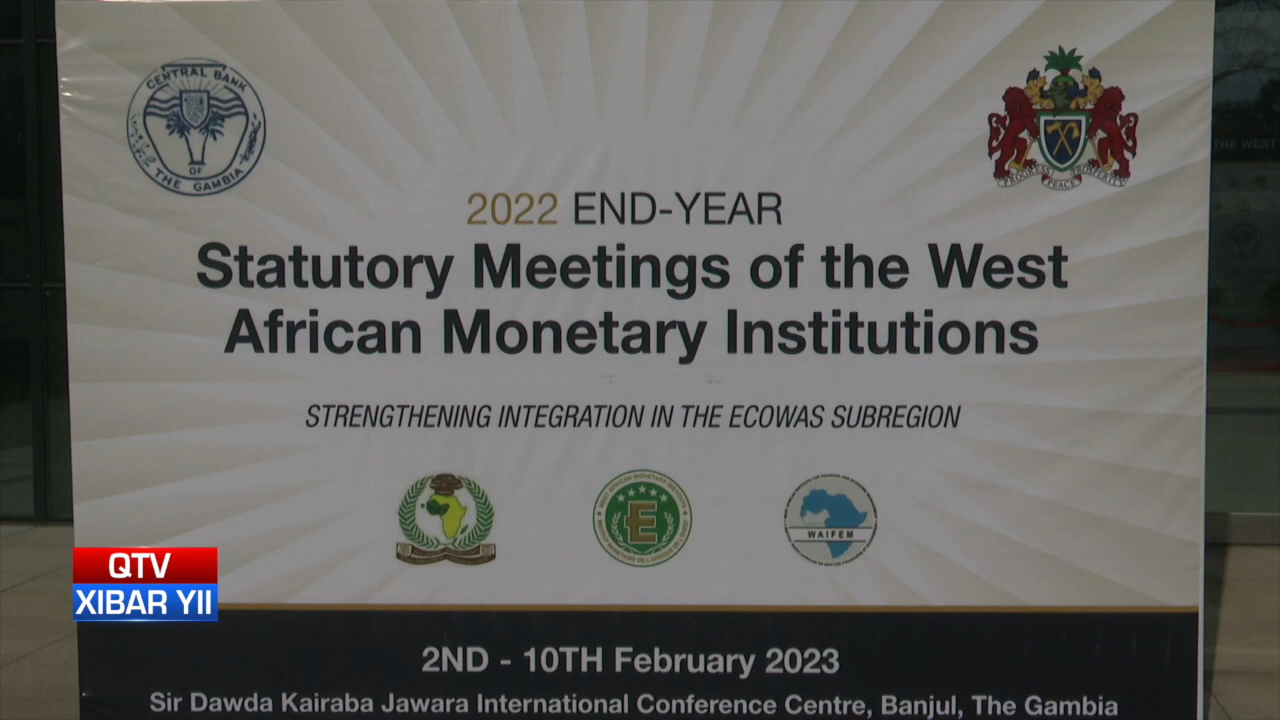 CENTRAL BANK
OF
THE GAMBIA
PROGRESS PEACE PROSPERITY
2022 END-YEAR
Statutory Meetings of the West
African Monetary Institutions
STRENGTHENING INTEGRATION IN THE ECOWAS SUBREGION
WAIFEM
QTV
XIBAR YII
2ND - 10TH February 2023
Sir Dawda Kairaba Jawara International Conference Centre, Banjul, The Gambia
THE WEST